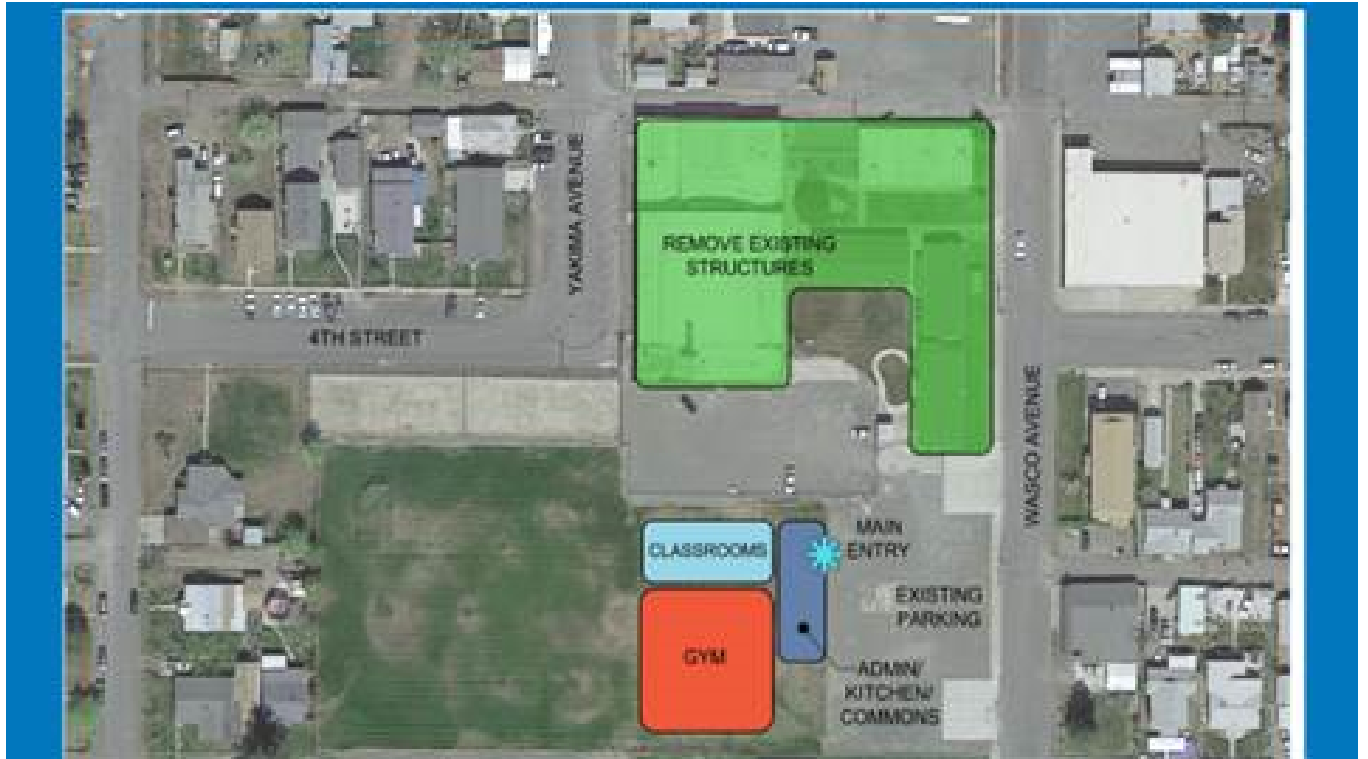 YAKIMA AVENUE
REMOVE EXISTING
STRUCTURES
4TH STREET
WASCO AVENUE
CLASSROOMS
MAIN
ENTRY
EXISTING
PARKING
GYM
ADMIN/
KITCHEN/
COMMONS